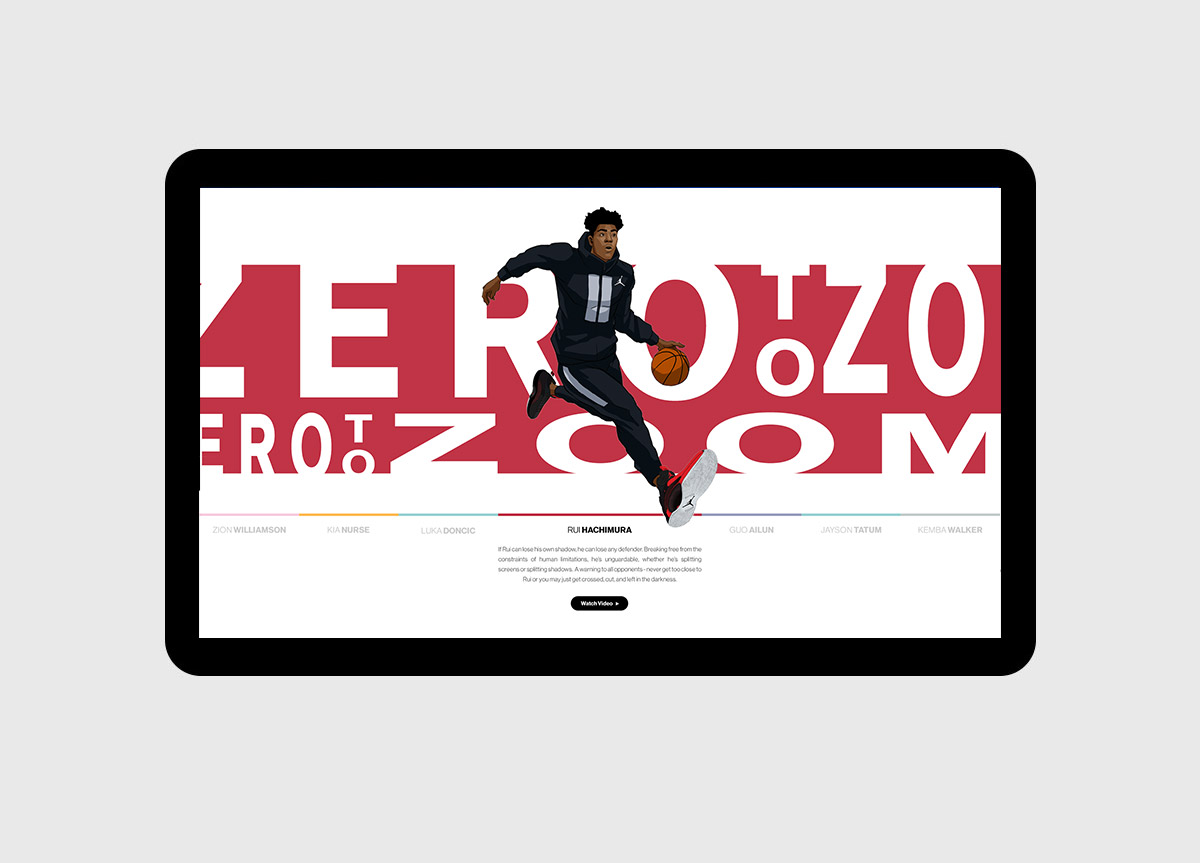 ZERO TO ZO
ERO TO ZOOM
ZION WILLIAMSON
KIA NURSE
LUKA DONCIC
RUI HACHIMURA
GUO AILUN
JAYSON TATUM
KEMBA WALKER
If Rui can lose his own shadow, he can lose any defender. Breaking free from the
constraints of human limitations, he's unguardable, whether he's splitting
screens or splitting shadows. A warning to all opponents - never get too close to
Rui or you may just get crossed, cut, and left in the darkness.
Watch Video